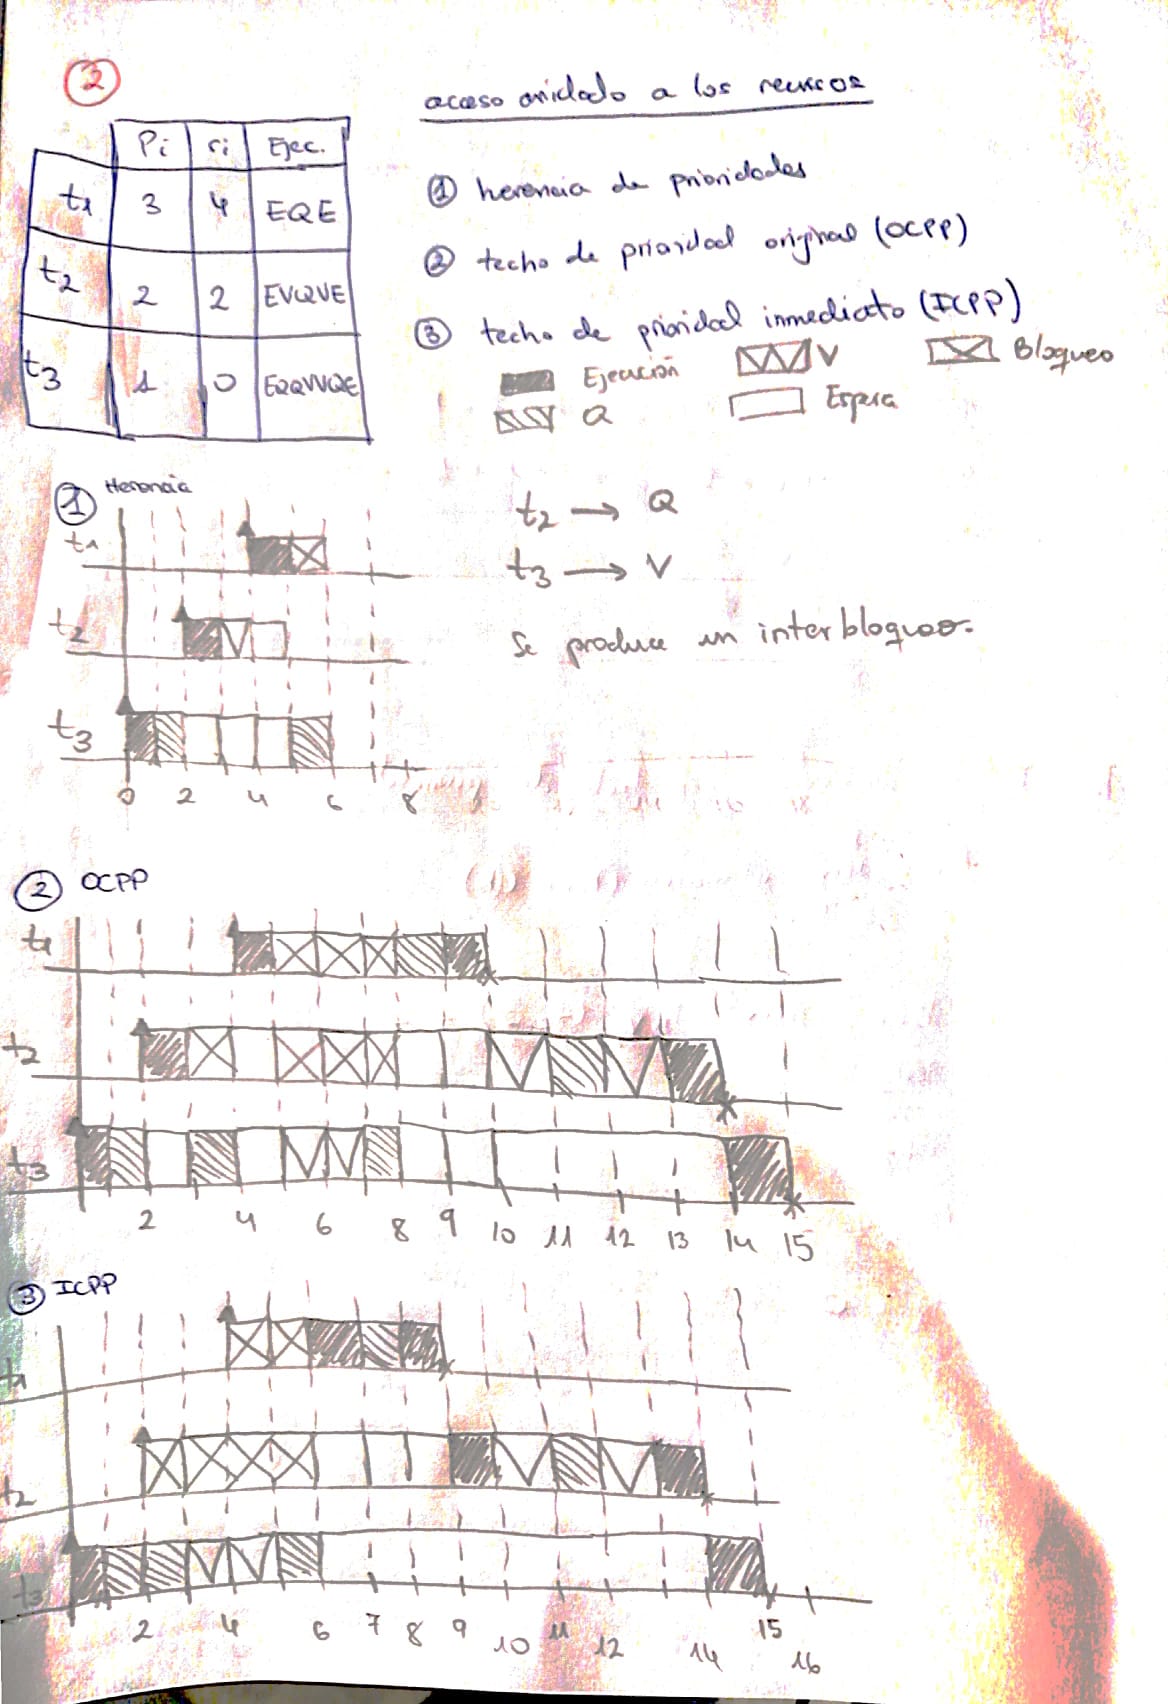 2
acceso anidado a los recursos
Pi ri Ejec.
t1 3 4 EQE
t2 2 2 EVQVE
t3 1 0 EQQVVQE
① herencia de prioridades
② techo de prioridad original (OCPP)
③ techo de prioridad inmediato (ICPP)
Ejecución V Bloqueo
Q Espera
① Herencia
t1
t2
t3
0 2 4 6 8
t2 → Q
t3 → V
Se produce un interbloqueo.
② OCPP
t1
t2
t3
2 4 6 8 9 10 11 12 13 14 15
③ ICPP
t1
t2
t3
2 4 6 7 8 9 10 11 12 14 15 16